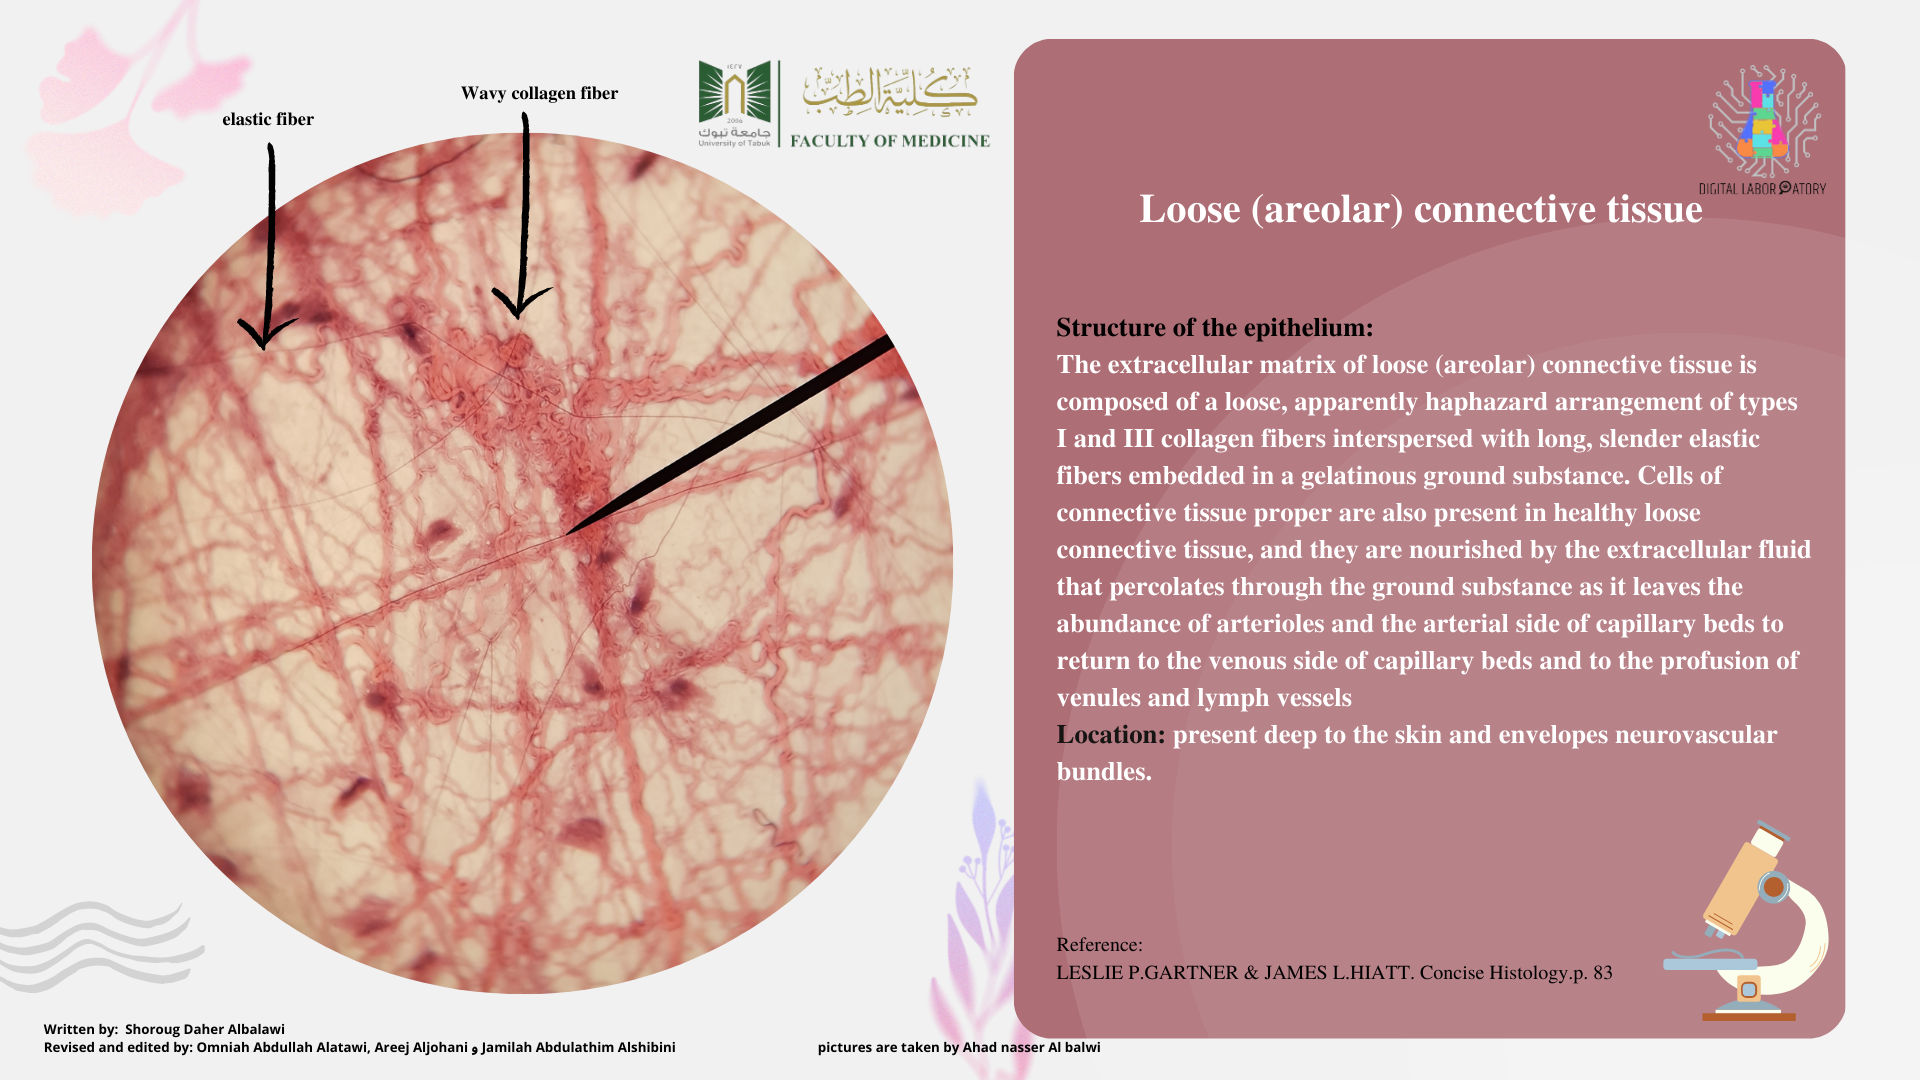 Wavy collagen fiber
elastic fiber
١٤٢٧
2006
جامعة تبوك
University of Tabuk
كلية الطب
FACULTY OF MEDICINE
DIGITAL LABORATORY
Loose (areolar) connective tissue
Structure of the epithelium:
The extracellular matrix of loose (areolar) connective tissue is
composed of a loose, apparently haphazard arrangement of types
I and III collagen fibers interspersed with long, slender elastic
fibers embedded in a gelatinous ground substance. Cells of
connective tissue proper are also present in healthy loose
connective tissue, and they are nourished by the extracellular fluid
that percolates through the ground substance as it leaves the
abundance of arterioles and the arterial side of capillary beds to
return to the venous side of capillary beds and to the profusion of
venules and lymph vessels
Location: present deep to the skin and envelopes neurovascular
bundles.
Reference:
LESLIE P.GARTNER & JAMES L.HIATT. Concise Histology.p. 83
Written by:  Shoroug Daher Albalawi
Revised and edited by: Omniah Abdullah Alatawi, Areej Aljohani و Jamilah Abdulathim Alshibini
pictures are taken by Ahad nasser Al balwi